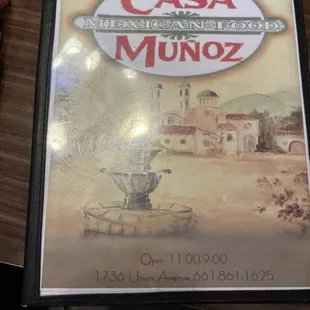 CASA
MEXICAN FOOD
MUÑOZ
Open 11:00-9:00
1736 Union Avenue 661.861.1625